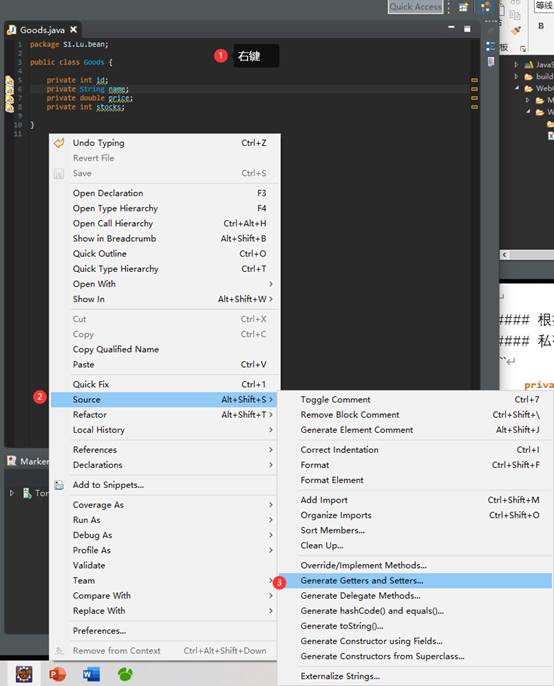 Quick Access
等线
B
Goods.java
1 package S1.Lu.bean;
2
3 public class Goods {
4
5 private int id;
6 private String name;
7 private double price;
8 private int stocks;
9
10 }
11
1 右键
板
JavaS
build
WebC
M
W
Undo Typing Ctrl+Z
Revert File
Save Ctrl+S
Open Declaration F3
Open Type Hierarchy F4
Open Call Hierarchy Ctrl+Alt+H
Show in Breadcrumb Alt+Shift+B
Quick Outline Ctrl+O
Quick Type Hierarchy Ctrl+T
Open With
Show In Alt+Shift+W
Cut Ctrl+X
Copy Ctrl+C
Copy Qualified Name
Paste Ctrl+V
Quick Fix Ctrl+1
2 Source Alt+Shift+S
Refactor Alt+Shift+T
Local History
References
Declarations
Add to Snippets...
Coverage As
Run As
Debug As
Profile As
Validate
Team
Compare With
Replace With
Preferences...
Remove from Context Ctrl+Alt+Shift+Down
Marker
Tor
#### 根
#### 私
priva
Toggle Comment Ctrl+7
Remove Block Comment Ctrl+Shift+\
Generate Element Comment Alt+Shift+J
Correct Indentation Ctrl+I
Format Ctrl+Shift+F
Format Element
Add Import Ctrl+Shift+M
Organize Imports Ctrl+Shift+O
Sort Members...
Clean Up...
Override/Implement Methods...
3 Generate Getters and Setters...
Generate Delegate Methods...
Generate hashCode() and equals()...
Generate toString()...
Generate Constructor using Fields...
Generate Constructors from Superclass...
Externalize Strings...